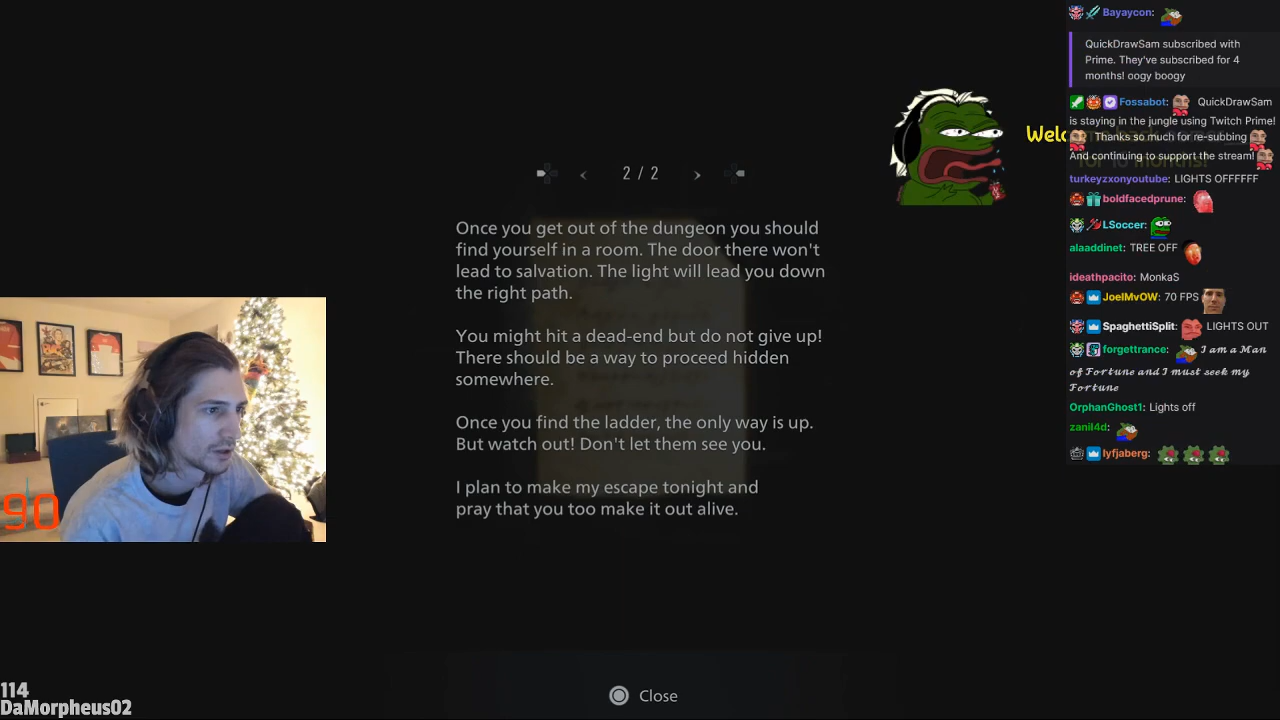 2 / 2
Once you get out of the dungeon you should
find yourself in a room. The door there won't
lead to salvation. The light will lead you down
the right path.
You might hit a dead-end but do not give up!
There should be a way to proceed hidden
somewhere.
Once you find the ladder, the only way is up.
But watch out! Don't let them see you.
I plan to make my escape tonight and
pray that you too make it out alive.
Close
90
114
DaMorpheus02
Bayaycon:
QuickDrawSam subscribed with
Prime. They've subscribed for 4
months! oogy boogy
Fossabot: QuickDrawSam
is staying in the jungle using Twitch Prime!
Thanks so much for re-subbing
And continuing to support the stream!
turkeyzxonyoutube: LIGHTS OFFFFFF
boldfacedprune:
LSoccer:
alaaddinet: TREE OFF
ideathpacito: MonkaS
JoelMvOW: 70 FPS
SpaghettiSplit: LIGHTS OUT
forgettrance: 𝓘 𝓪𝓶 𝓪 𝓜𝓪𝓷
𝓸𝓯 𝓕𝓸𝓻𝓽𝓾𝓷𝓮 𝓪𝓷𝓭 𝓘 𝓶𝓾𝓼𝓽 𝓼𝓮𝓮𝓴 𝓶𝔂
𝓕𝓸𝓻𝓽𝓾𝓷𝓮
OrphanGhost1: Lights off
zanil4d:
lyfjaberg: